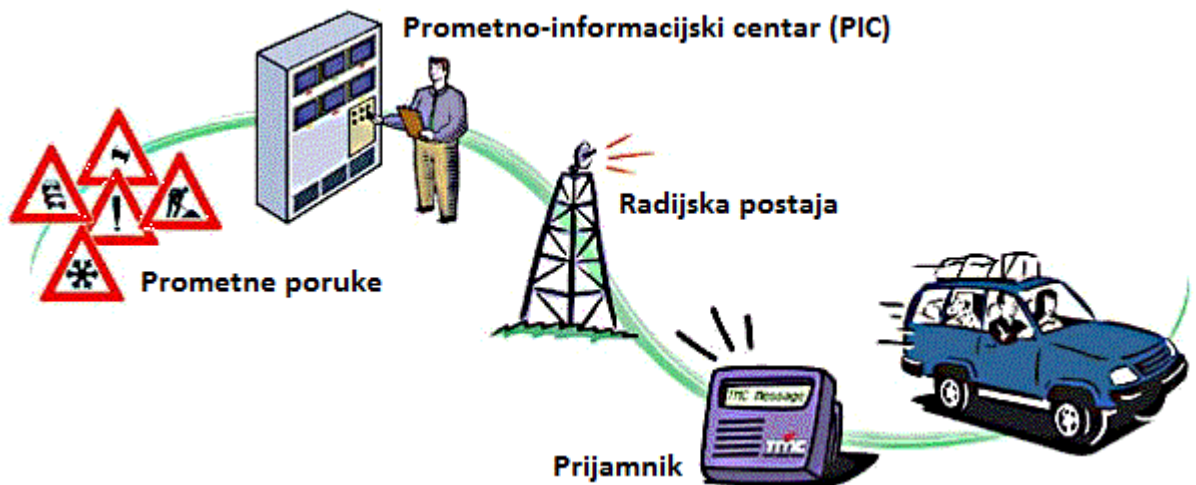 Prometno-informacijski centar (PIC)
Radijska postaja
Prometne poruke
TMC Message
TMC
Prijamnik